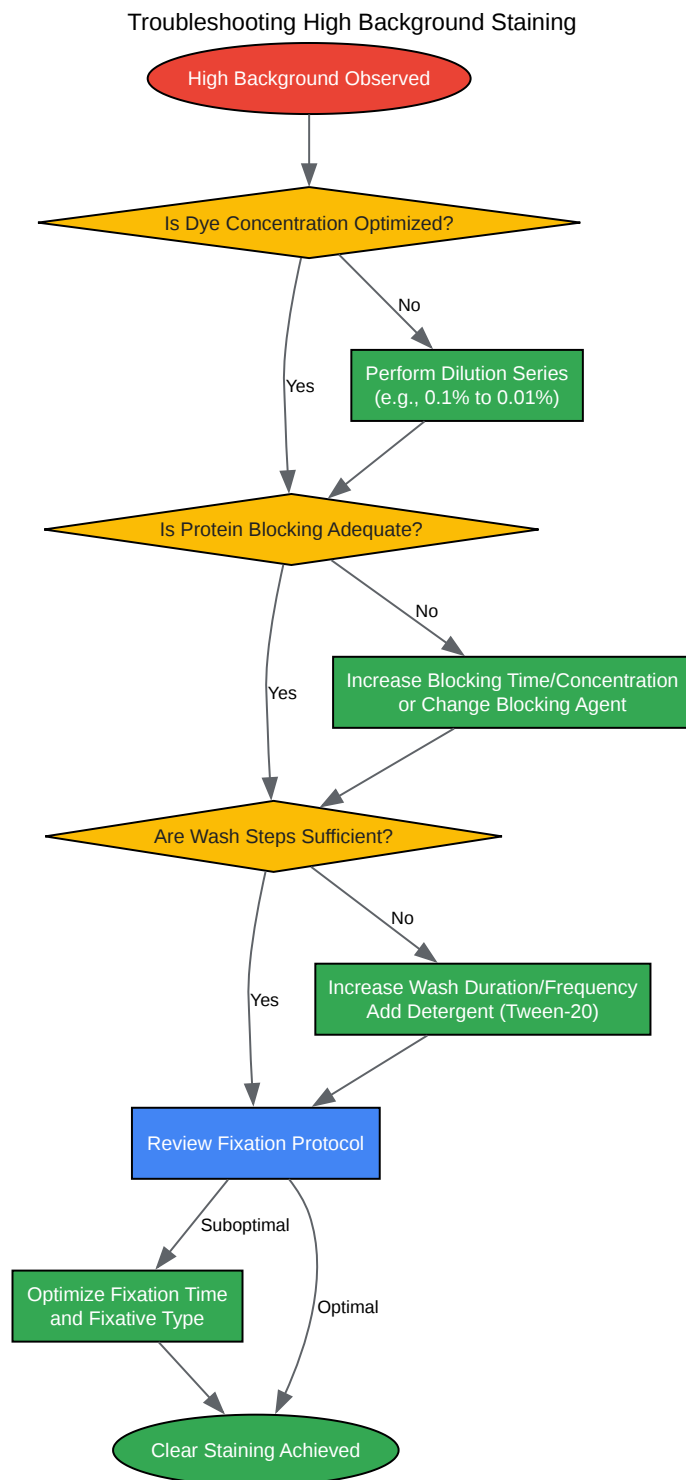 Troubleshooting High Background Staining
High Background Observed
Is Dye Concentration Optimized?
No
Perform Dilution Series
(e.g., 0.1% to 0.01%)
Yes
Is Protein Blocking Adequate?
No
Increase Blocking Time/Concentration
or Change Blocking Agent
Yes
Are Wash Steps Sufficient?
No
Increase Wash Duration/Frequency
Add Detergent (Tween-20)
Yes
Review Fixation Protocol
Suboptimal
Optimize Fixation Time
and Fixative Type
Optimal
Clear Staining Achieved